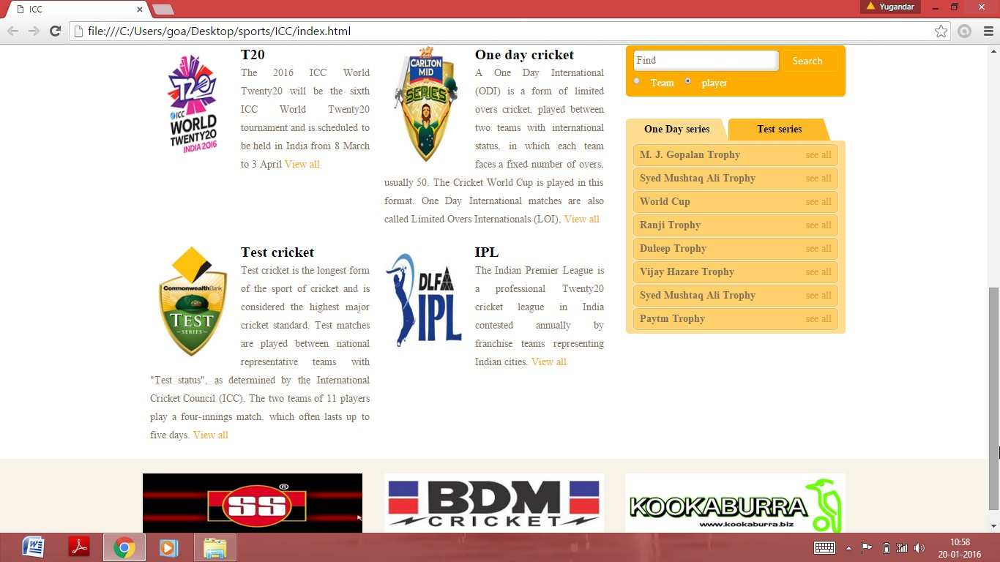 ICC
Yugandar
file:///C:/Users/goa/Desktop/sports/ICC/index.html
T20
The 2016 ICC World
Twenty20 will be the sixth
ICC World Twenty20
tournament and is scheduled to
be held in India from 8 March
to 3 April View all
T20
ICC
WORLD
TWENTY20
INDIA 2016
One day cricket
A One Day International
(ODI) is a form of limited
overs cricket, played between
two teams with international
status, in which each team
faces a fixed number of overs,
usually 50. The Cricket World Cup is played in this
format. One Day International matches are also
called Limited Overs Internationals (LOI), View all
CARLTON
MID
SERIES
Test cricket
Test cricket is the longest form
of the sport of cricket and is
considered the highest major
cricket standard. Test matches
are played between national
representative teams with
"Test status", as determined by the International
Cricket Council (ICC). The two teams of 11 players
play a four-innings match, which often lasts up to
five days. View all
CommonwealthBank
TEST
SERIES
IPL
The Indian Premier League is
a professional Twenty20
cricket league in India
contested annually by
franchise teams representing
Indian cities. View all
DLF
IPL
Find
Search
Team player
One Day series Test series
M. J. Gopalan Trophy see all
Syed Mushtaq Ali Trophy see all
World Cup see all
Ranji Trophy see all
Duleep Trophy see all
Vijay Hazare Trophy see all
Syed Mushtaq Ali Trophy see all
Paytm Trophy see all
SS ®
BDM
CRICKET
KOOKABURRA
www.kookaburra.biz
10:58
20-01-2016